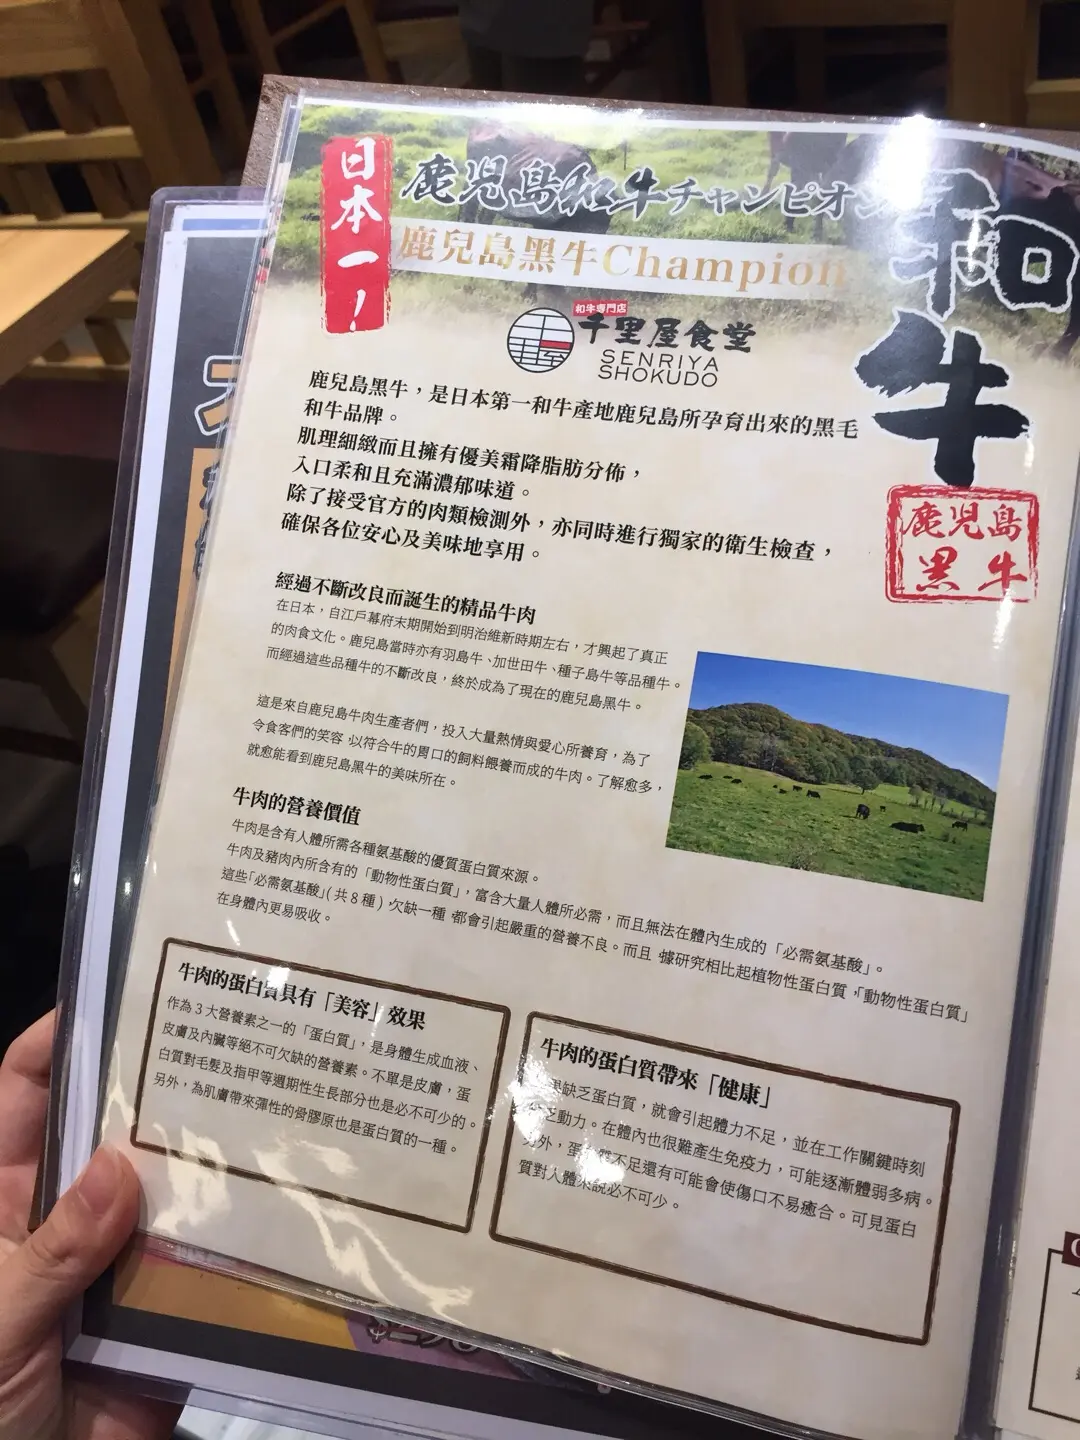 日本一！
鹿児島和牛チャンピオン
鹿兒島黑牛Champion
和牛
和牛専門店
千里屋食堂
SENRIYA
SHOKUDO
鹿児島
黒牛
鹿兒島黑牛，是日本第一和牛產地鹿兒島所孕育出來的黑毛
和牛品牌。
肌理細緻而且擁有優美霜降脂肪分佈，
入口柔和且充滿濃郁味道。
除了接受官方的肉類檢測外，亦同時進行獨家的衛生檢查，
確保各位安心及美味地享用。
經過不斷改良而誕生的精品牛肉
在日本，自江戶幕府末期開始到明治維新時期左右，才興起了真正
的肉食文化。鹿兒島當時亦有羽島牛、加世田牛、種子島牛等品種牛。
而經過這些品種牛的不斷改良，終於成為了現在的鹿兒島黑牛。
這是來自鹿兒島牛肉生產者們，投入大量熱情與愛心所養育，為了
令食客們的笑容，以符合牛的胃口的飼料餵養而成的牛肉。了解愈多，
就愈能看到鹿兒島黑牛的美味所在。
牛肉的營養價值
牛肉是含有人體所需各種氨基酸的優質蛋白質來源。
牛肉及豬肉內所含有的「動物性蛋白質」，富含大量人體所必需，而且無法在體內生成的「必需氨基酸」。
這些「必需氨基酸」(共8種)，欠缺一種，都會引起嚴重的營養不良。而且，據研究相比起植物性蛋白質，「動物性蛋白質」
在身體內更易吸收。
牛肉的蛋白質具有「美容」效果
作為3大營養素之一的「蛋白質」，是身體生成血液、
皮膚及內臟等絕不可欠缺的營養素。不單是皮膚，蛋
白質對毛髮及指甲等週期性生長部分也是必不可少的。
另外，為肌膚帶來彈性的骨膠原也是蛋白質的一種。
牛肉的蛋白質帶來「健康」
缺乏蛋白質，就會引起體力不足，並在工作關鍵時刻
乏動力。在體內也很難產生免疫力，可能逐漸體弱多病。
另外，蛋白質不足還有可能會使傷口不易癒合。可見蛋白
質對人體來說必不可少。